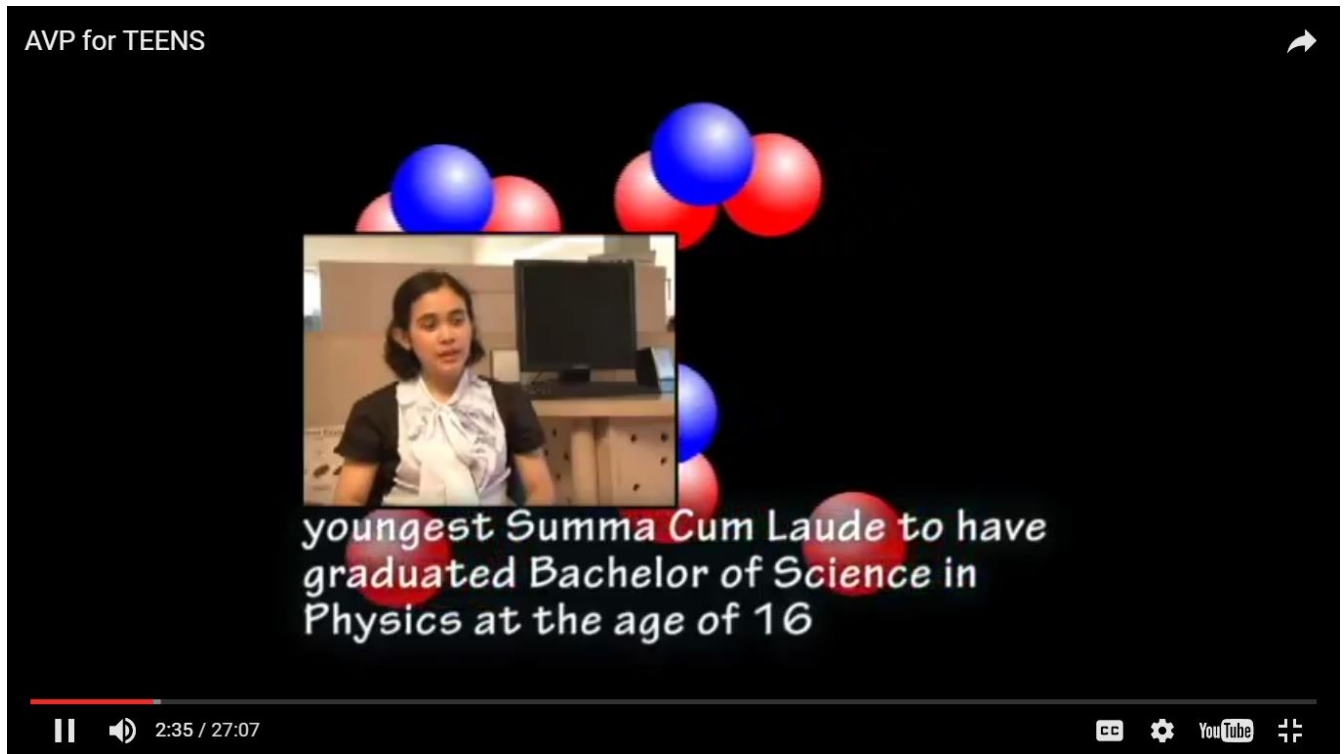 AVP for TEENS
youngest Summa Cum Laude to have
graduated Bachelor of Science in
Physics at the age of 16
2:35 / 27:07
CC
YouTube